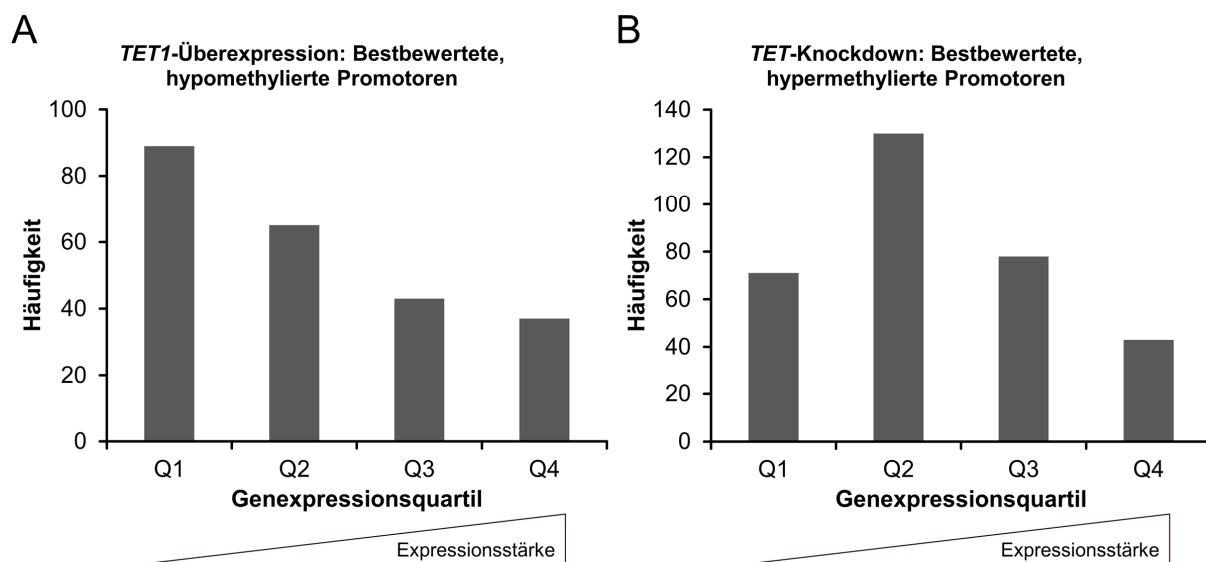 A
TET1-Überexpression: Bestbewertete,
hypomethylierte Promotoren
Häufigkeit
100
80
60
40
20
0
Q1 Q2 Q3 Q4
Genexpressionsquartil
Expressionsstärke
B
TET-Knockdown: Bestbewertete,
hypermethylierte Promotoren
Häufigkeit
140
120
100
80
60
40
20
0
Q1 Q2 Q3 Q4
Genexpressionsquartil
Expressionsstärke